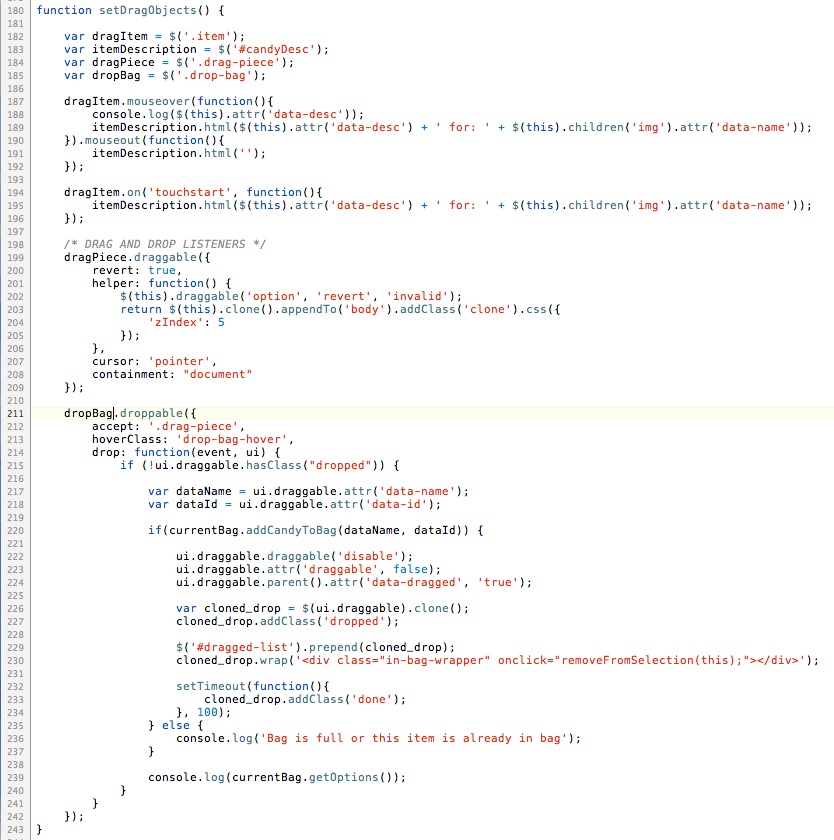 180 function setDragObjects() {
181
182     var dragItem = $('.item');
183     var itemDescription = $('#candyDesc');
184     var dragPiece = $('.drag-piece');
185     var dropBag = $('.drop-bag');
186
187     dragItem.mouseover(function(){
188         console.log($(this).attr('data-desc'));
189         itemDescription.html($(this).attr('data-desc') + ' for: ' + $(this).children('img').attr('data-name'));
190     }).mouseout(function(){
191         itemDescription.html('');
192     });
193
194     dragItem.on('touchstart', function(){
195         itemDescription.html($(this).attr('data-desc') + ' for: ' + $(this).children('img').attr('data-name'));
196     });
197
198     /* DRAG AND DROP LISTENERS */
199     dragPiece.draggable({
200         revert: true,
201         helper: function() {
202             $(this).draggable('option', 'revert', 'invalid');
203             return $(this).clone().appendTo('body').addClass('clone').css({
204                 'zIndex': 5
205             });
206         },
207         cursor: 'pointer',
208         containment: "document"
209     });
210
211     dropBag.droppable({
212         accept: '.drag-piece',
213         hoverClass: 'drop-bag-hover',
214         drop: function(event, ui) {
215             if (!ui.draggable.hasClass("dropped")) {
216
217                 var dataName = ui.draggable.attr('data-name');
218                 var dataId = ui.draggable.attr('data-id');
219
220                 if(currentBag.addCandyToBag(dataName, dataId)) {
221
222                     ui.draggable.draggable('disable');
223                     ui.draggable.attr('draggable', false);
224                     ui.draggable.parent().attr('data-dragged', 'true');
225
226                     var cloned_drop = $(ui.draggable).clone();
227                     cloned_drop.addClass('dropped');
228
229                     $('#dragged-list').prepend(cloned_drop);
230                     cloned_drop.wrap('<div class="in-bag-wrapper" onclick="removeFromSelection(this);"></div>');
231
232                     setTimeout(function(){
233                         cloned_drop.addClass('done');
234                     }, 100);
235                 } else {
236                     console.log('Bag is full or this item is already in bag');
237                 }
238
239                 console.log(currentBag.getOptions());
240             }
241         }
242     });
243 }